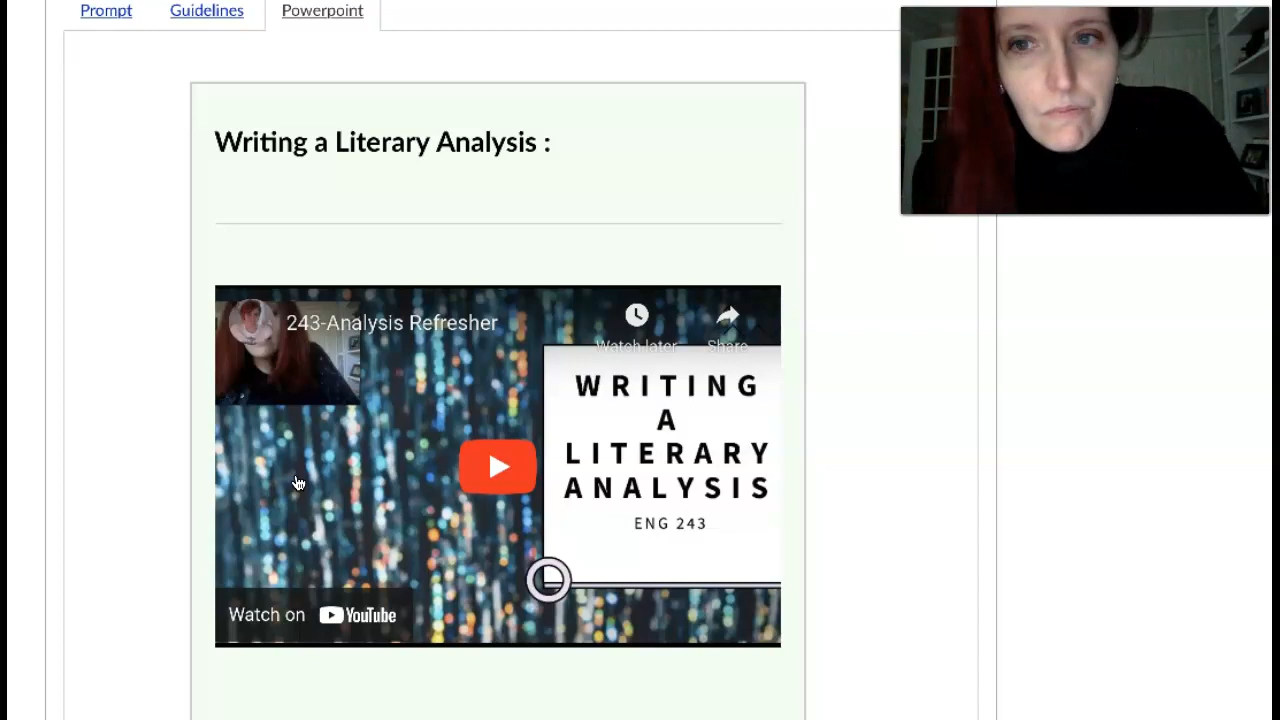 Prompt Guidelines Powerpoint
Writing a Literary Analysis :
243-Analysis Refresher
Watch later Share
WRITING
A
LITERARY
ANALYSIS
ENG 243
Watch on YouTube